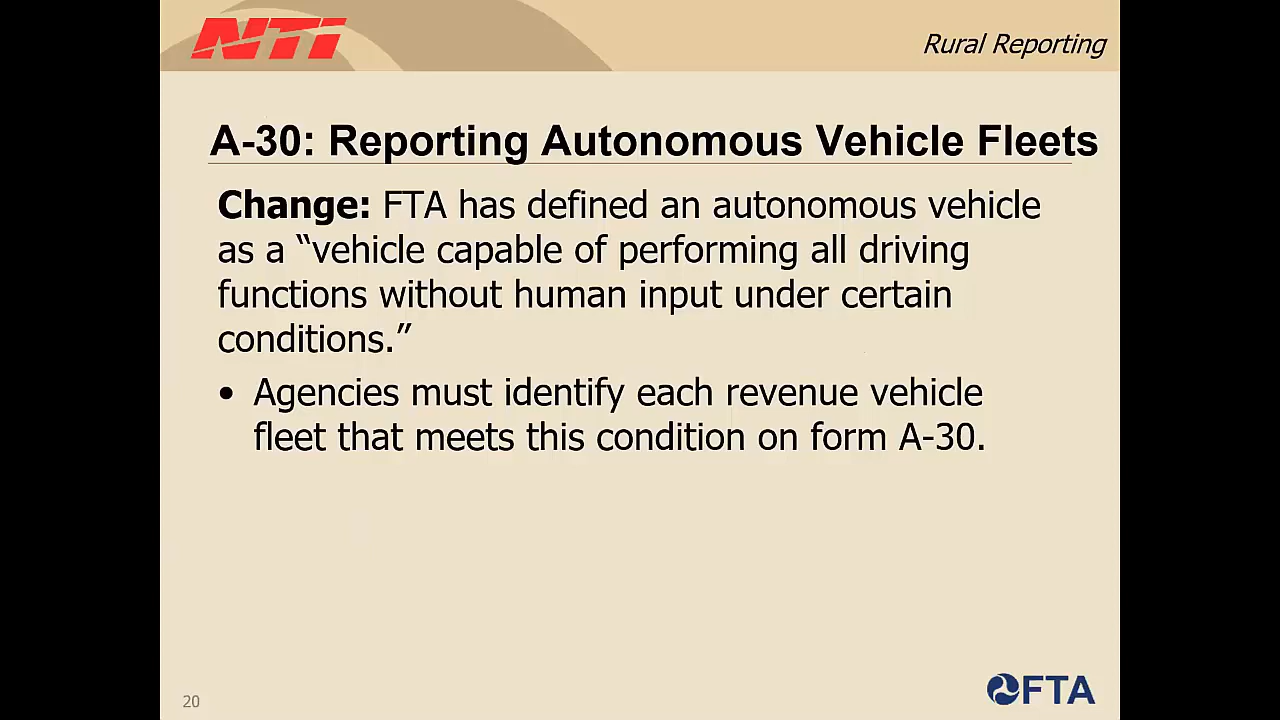 NTI
Rural Reporting
A-30: Reporting Autonomous Vehicle Fleets
Change: FTA has defined an autonomous vehicle
as a “vehicle capable of performing all driving
functions without human input under certain
conditions.”
• Agencies must identify each revenue vehicle
fleet that meets this condition on form A-30.
20
FTA